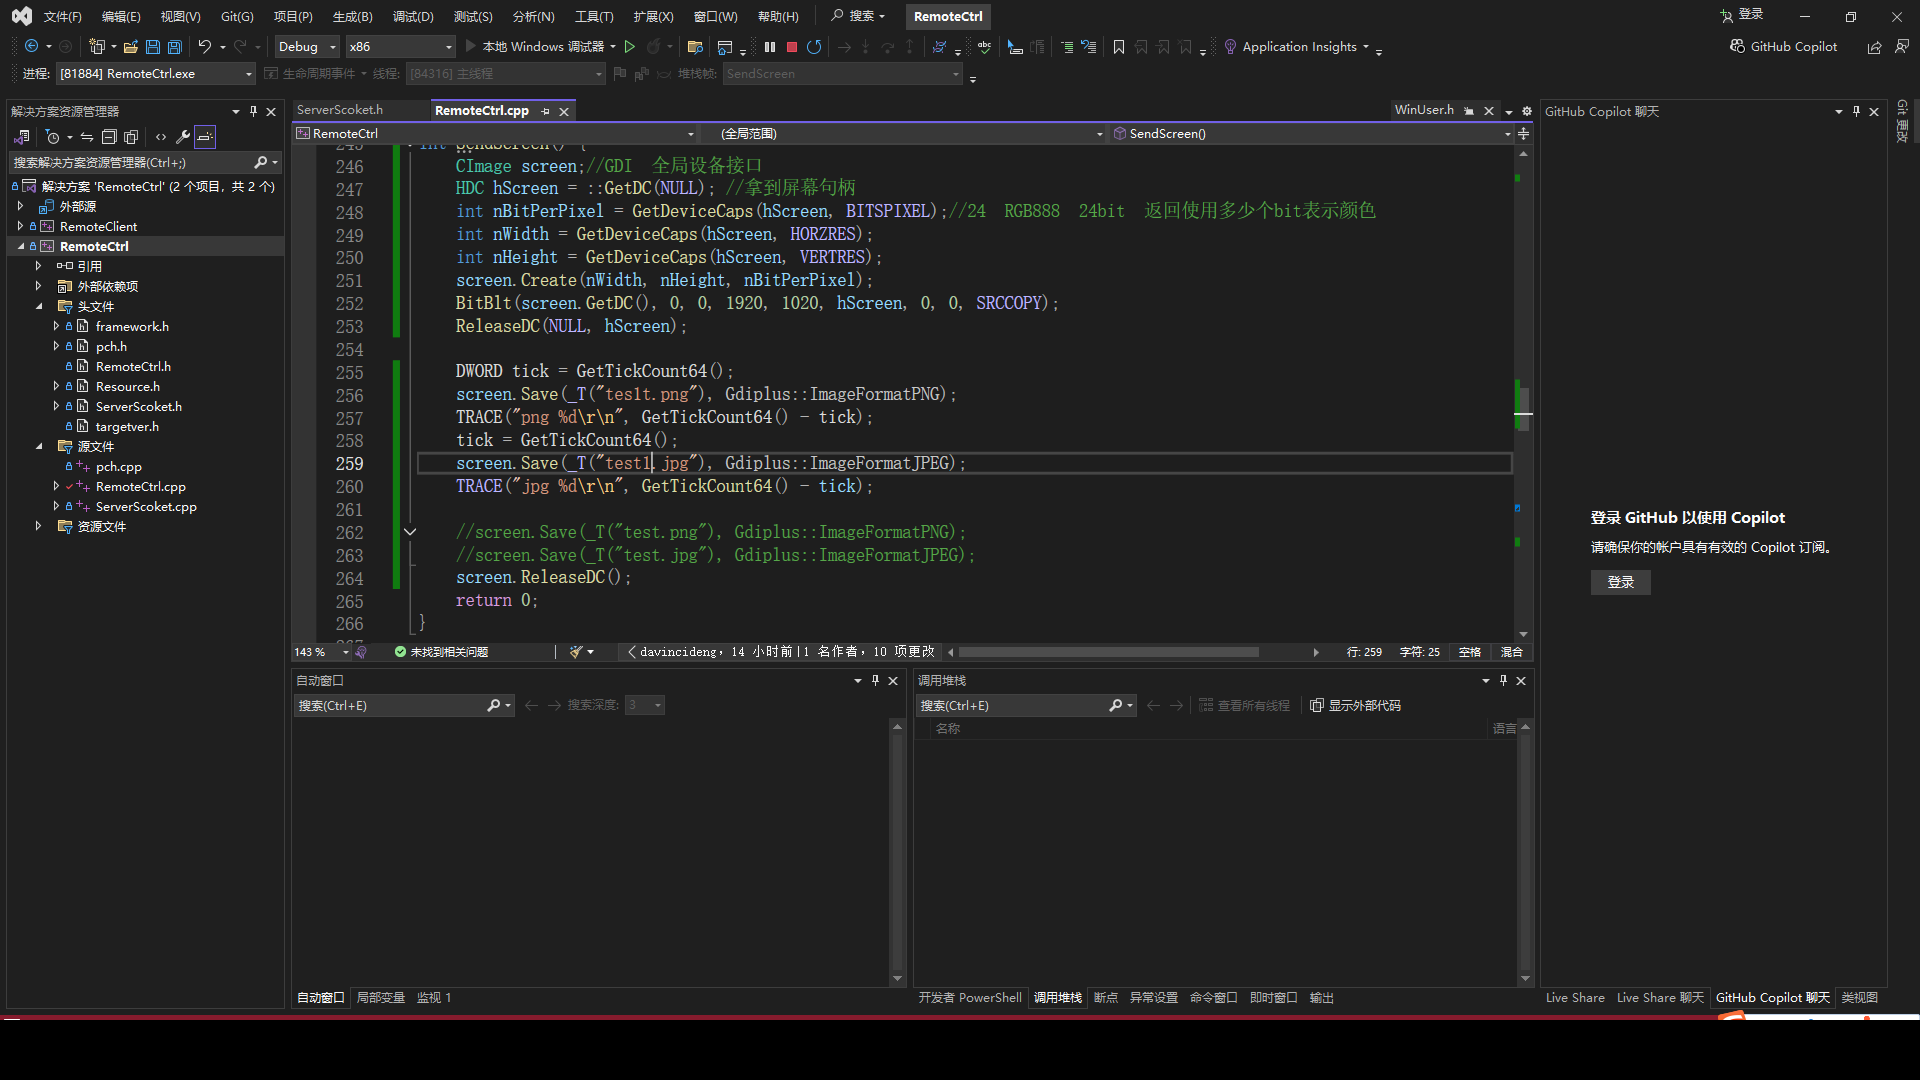 文件(F) 编辑(E) 视图(V) Git(G) 项目(P) 生成(B) 调试(D) 测试(S) 分析(N) 工具(T) 扩展(X) 窗口(W) 帮助(H) 搜索 RemoteCtrl 登录
Debug x86 本地 Windows 调试器 Application Insights GitHub Copilot
进程: [81884] RemoteCtrl.exe 生命周期事件 线程: [84316] 主线程 堆栈帧: SendScreen
解决方案资源管理器
搜索解决方案资源管理器(Ctrl+;)
解决方案 'RemoteCtrl' (2 个项目，共 2 个)
外部源
RemoteClient
RemoteCtrl
引用
外部依赖项
头文件
framework.h
pch.h
RemoteCtrl.h
Resource.h
ServerScoket.h
targetver.h
源文件
pch.cpp
RemoteCtrl.cpp
ServerScoket.cpp
资源文件
ServerScoket.h RemoteCtrl.cpp WinUser.h
RemoteCtrl (全局范围) SendScreen()
245 int SendScreen() {
246 CImage screen;//GDI 全局设备接口
247 HDC hScreen = ::GetDC(NULL); //拿到屏幕句柄
248 int nBitPerPixel = GetDeviceCaps(hScreen, BITSPIXEL);//24 RGB888 24bit 返回使用多少个bit表示颜色
249 int nWidth = GetDeviceCaps(hScreen, HORZRES);
250 int nHeight = GetDeviceCaps(hScreen, VERTRES);
251 screen.Create(nWidth, nHeight, nBitPerPixel);
252 BitBlt(screen.GetDC(), 0, 0, 1920, 1020, hScreen, 0, 0, SRCCOPY);
253 ReleaseDC(NULL, hScreen);
254
255 DWORD tick = GetTickCount64();
256 screen.Save(_T("tes1t.png"), Gdiplus::ImageFormatPNG);
257 TRACE("png %d\r\n", GetTickCount64() - tick);
258 tick = GetTickCount64();
259 screen.Save(_T("test1.jpg"), Gdiplus::ImageFormatJPEG);
260 TRACE("jpg %d\r\n", GetTickCount64() - tick);
261
262 //screen.Save(_T("test.png"), Gdiplus::ImageFormatPNG);
263 //screen.Save(_T("test.jpg"), Gdiplus::ImageFormatJPEG);
264 screen.ReleaseDC();
265 return 0;
266 }
267
143 % 未找到相关问题 davincideng，14 小时前|1 名作者，10 项更改 行: 259 字符: 25 空格 混合
自动窗口
搜索(Ctrl+E) 搜索深度: 3
自动窗口 局部变量 监视 1
调用堆栈
搜索(Ctrl+E) 查看所有线程 显示外部代码
名称 语言
开发者 PowerShell 调用堆栈 断点 异常设置 命令窗口 即时窗口 输出
GitHub Copilot 聊天
登录 GitHub 以使用 Copilot
请确保你的帐户具有有效的 Copilot 订阅。
登录
Live Share Live Share 聊天 GitHub Copilot 聊天 类视图
Git 更改